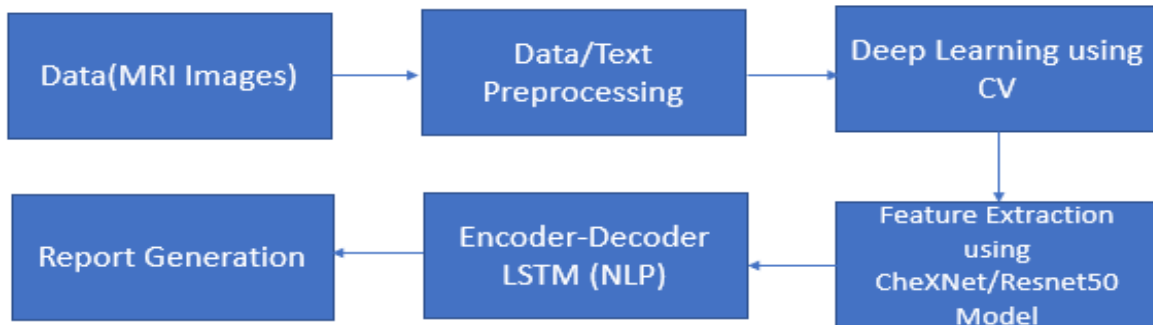 Data(MRI Images)
Data/Text
Preprocessing
Deep Learning using
CV
Feature Extraction
using
CheXNet/Resnet50
Model
Encoder-Decoder
LSTM (NLP)
Report Generation